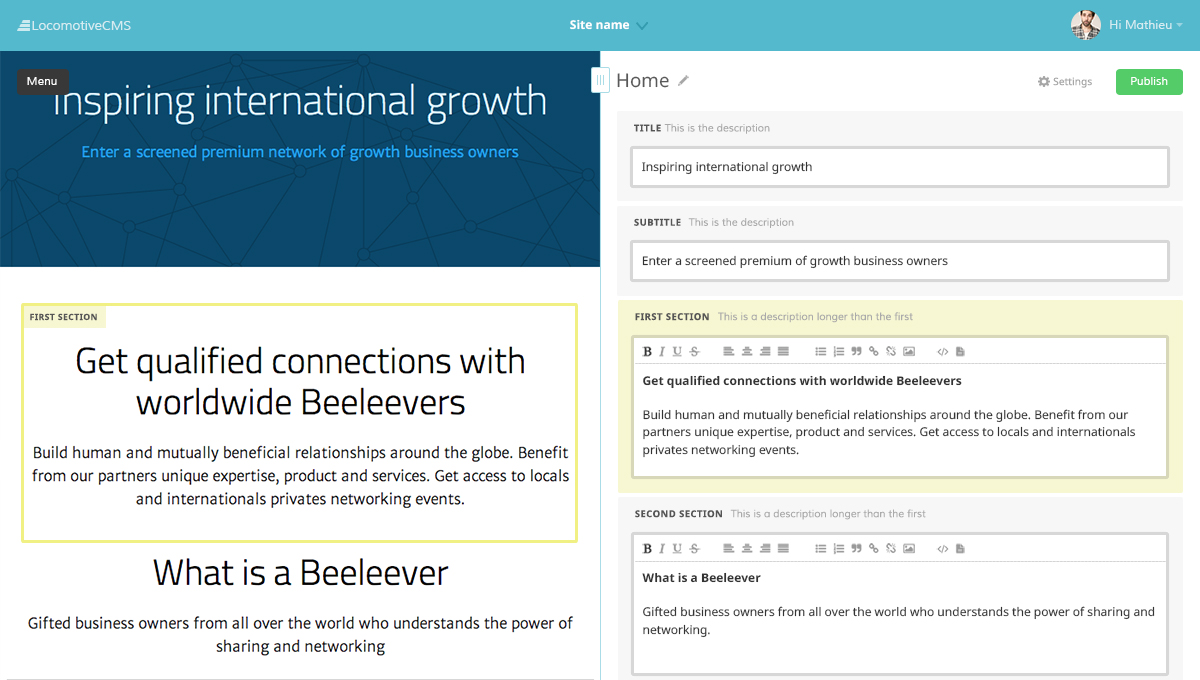 LocomotiveCMS
Site name
Hi Mathieu
Menu
Inspiring international growth
Enter a screened premium network of growth business owners
FIRST SECTION
Get qualified connections with
worldwide Beeleevers
Build human and mutually beneficial relationships around the globe. Benefit
from our partners unique expertise, product and services. Get access to locals
and internationals privates networking events.
What is a Beeleever
Gifted business owners from all over the world who understands the power of
sharing and networking
Home
Settings
Publish
TITLE This is the description
Inspiring international growth
SUBTITLE This is the description
Enter a screened premium of growth business owners
FIRST SECTION This is a description longer than the first
B I U S
Get qualified connections with worldwide Beeleevers
Build human and mutually beneficial relationships around the globe. Benefit from our
partners unique expertise, product and services. Get access to locals and internationals
privates networking events.
SECOND SECTION This is a description longer than the first
B I U S
What is a Beeleever
Gifted business owners from all over the world who understands the power of sharing and
networking.